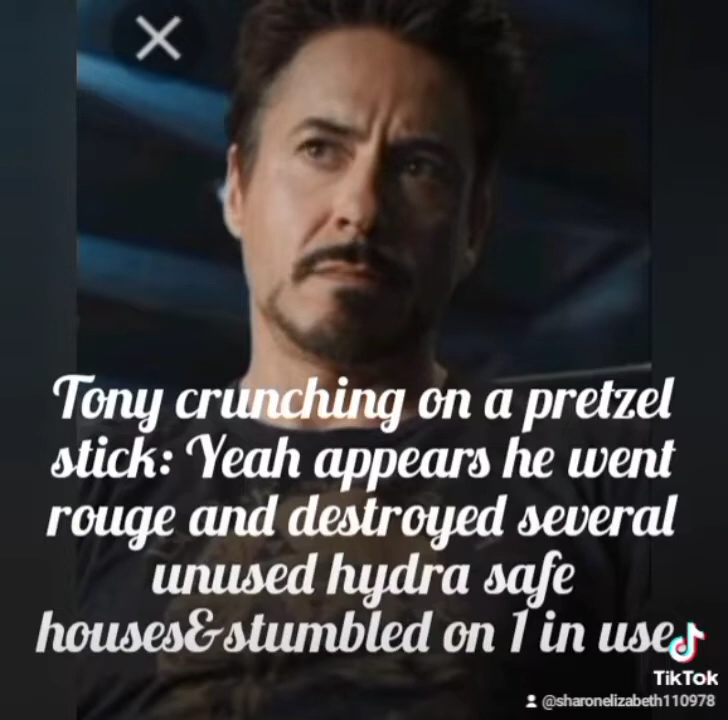 Tony crunching on a pretzel
stick: Yeah appears he went
rouge and destroyed several
unused hydra safe
houses&stumbled on 1 in use
TikTok
@sharonelizabeth110978